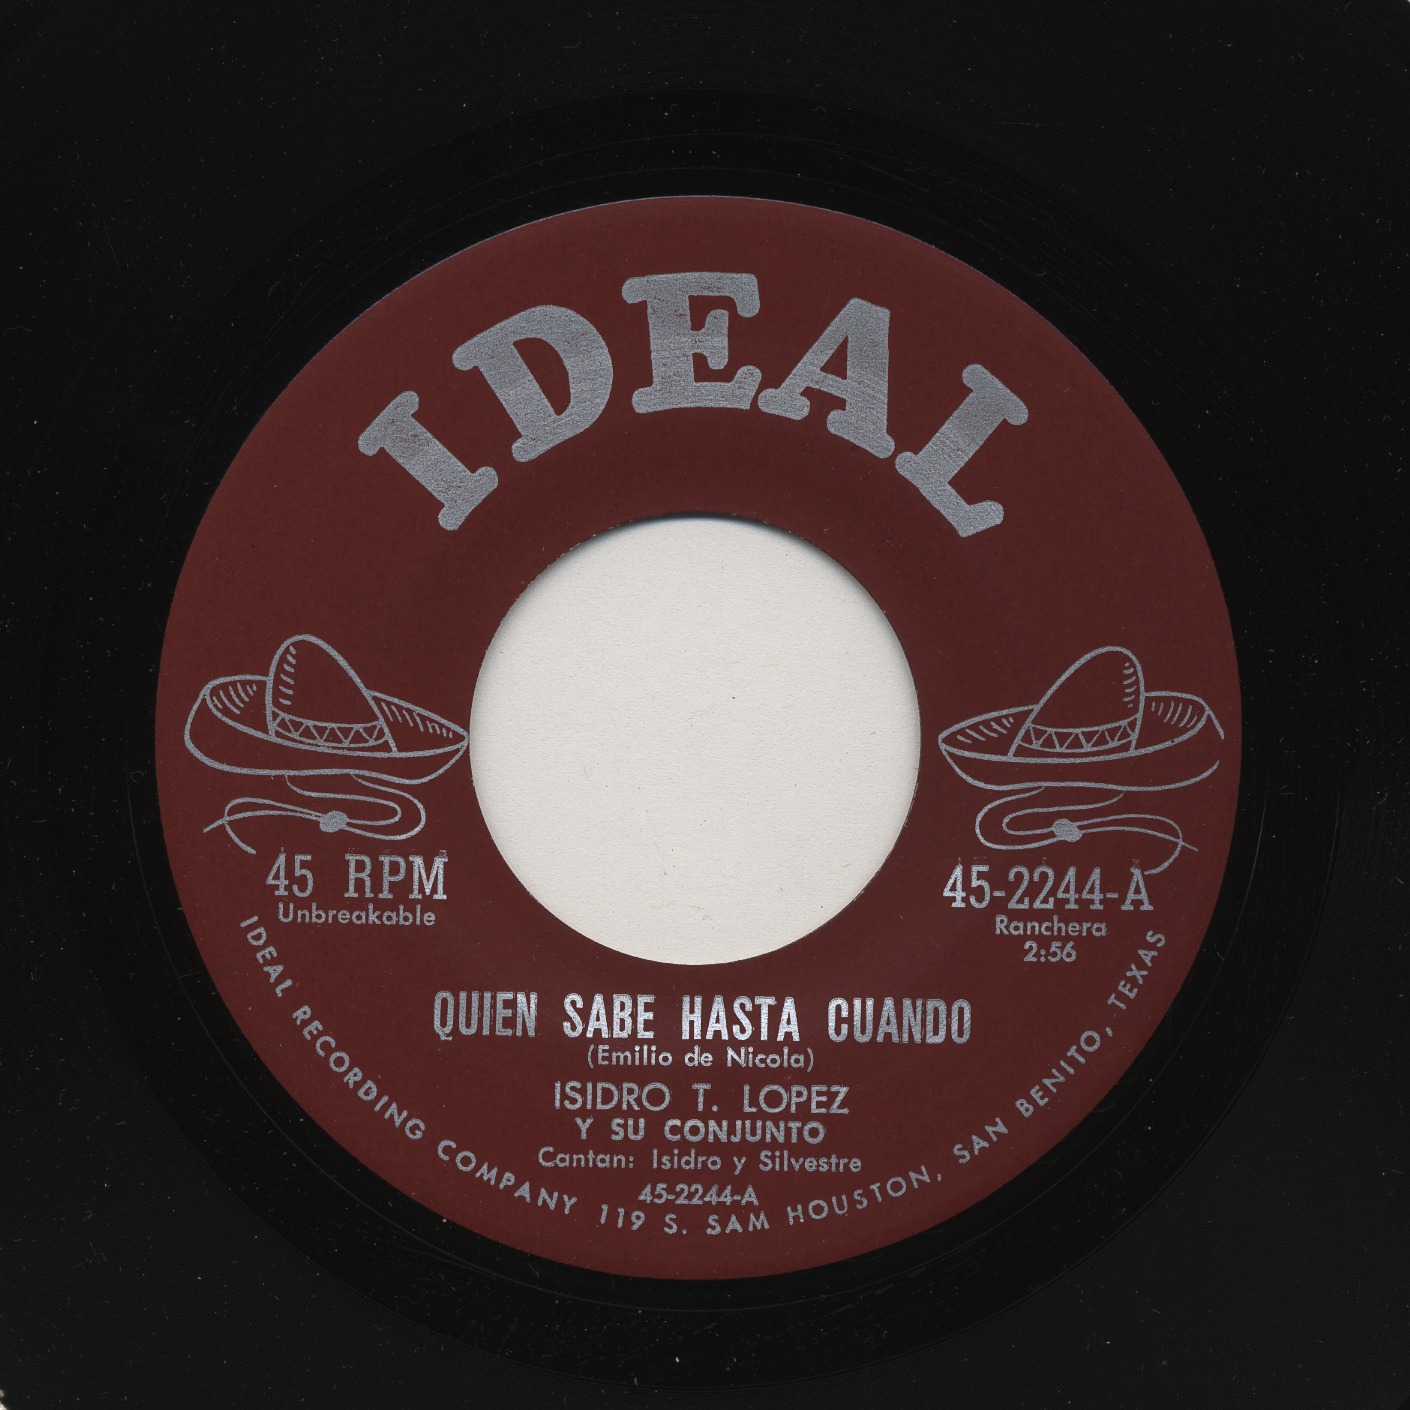 IDEAL
45 RPM
Unbreakable
45-2244-A
Ranchera
2:56
QUIEN SABE HASTA CUANDO
(Emilio de Nicola)
ISIDRO T. LOPEZ
Y SU CONJUNTO
Cantan: Isidro y Silvestre
45-2244-A
IDEAL RECORDING COMPANY 119 S. SAM HOUSTON, SAN BENITO, TEXAS